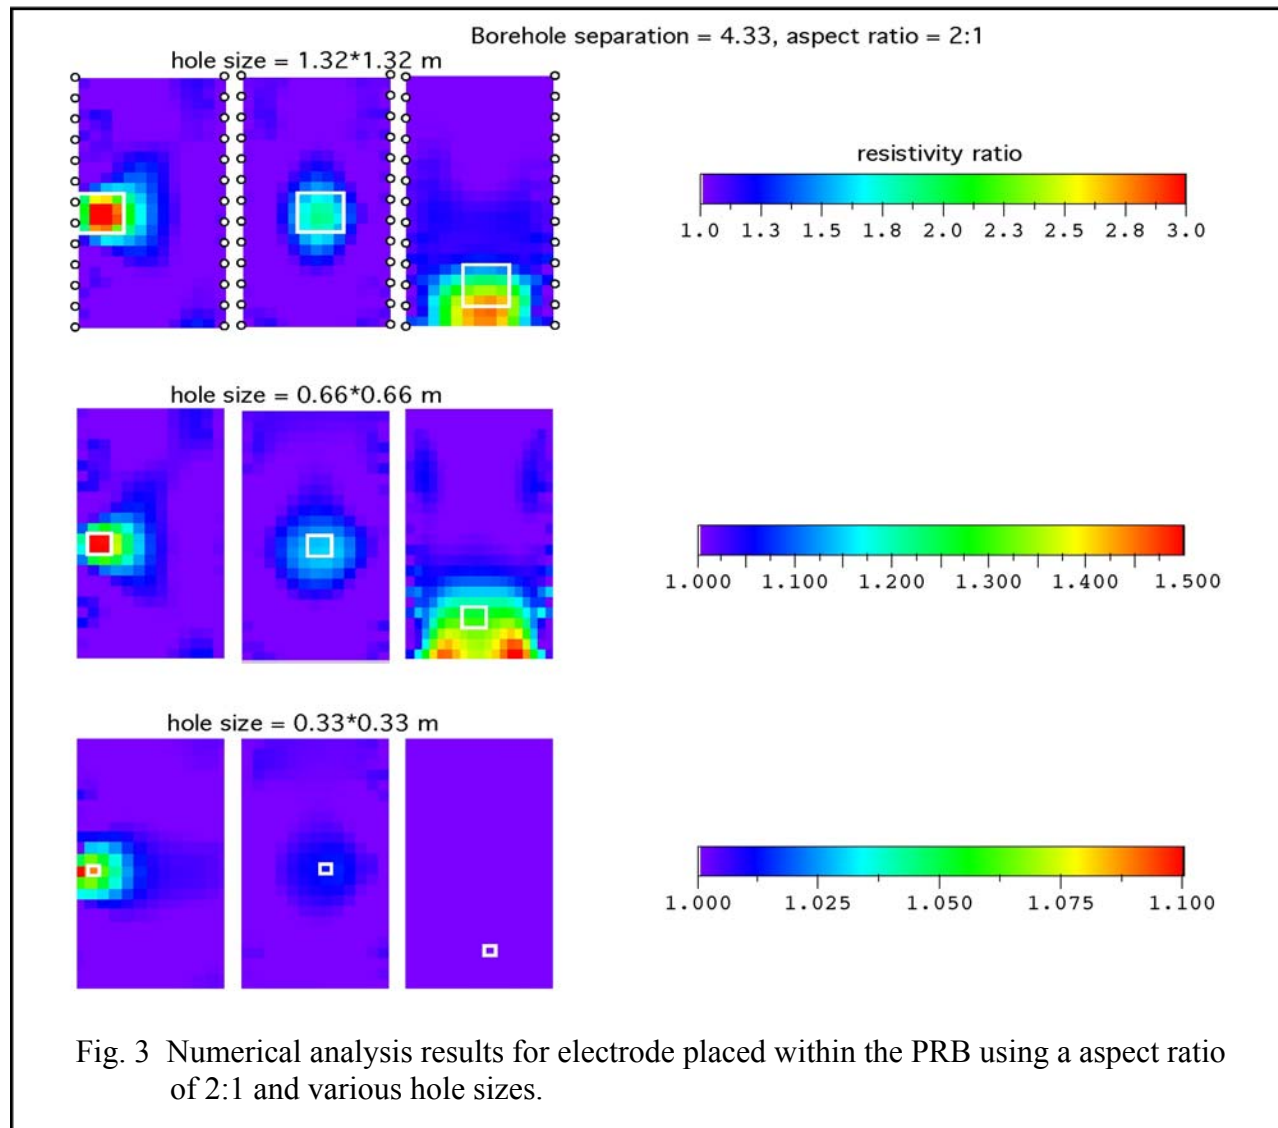 Borehole separation = 4.33, aspect ratio = 2:1
hole size = 1.32*1.32 m
resistivity ratio
1.0 1.3 1.5 1.8 2.0 2.3 2.5 2.8 3.0
hole size = 0.66*0.66 m
1.000 1.100 1.200 1.300 1.400 1.500
hole size = 0.33*0.33 m
1.000 1.025 1.050 1.075 1.100
Fig. 3 Numerical analysis results for electrode placed within the PRB using a aspect ratio
of 2:1 and various hole sizes.